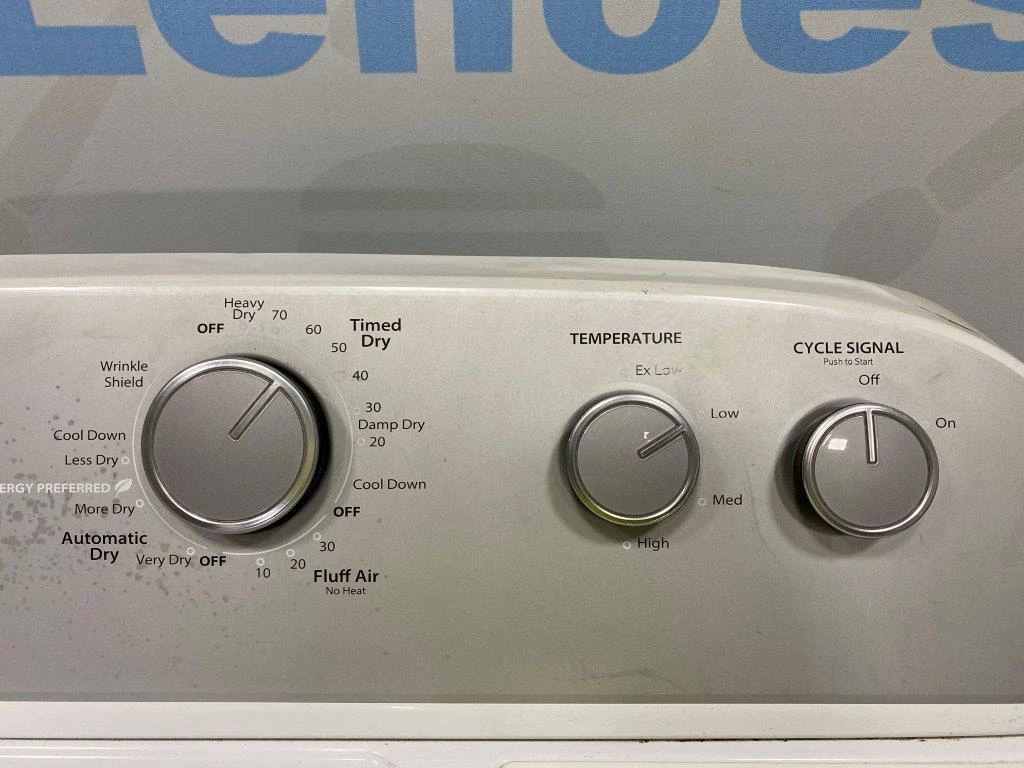 Heavy
Dry 70
OFF
60
50
Timed
Dry
40
30
Damp Dry
20
Cool Down
OFF
30
20
10
Fluff Air
No Heat
Wrinkle
Shield
Cool Down
Less Dry
ERGY PREFERRED
More Dry
Automatic
Dry
Very Dry
OFF
TEMPERATURE
Ex Low
Low
Med
High
CYCLE SIGNAL
Push to Start
Off
On